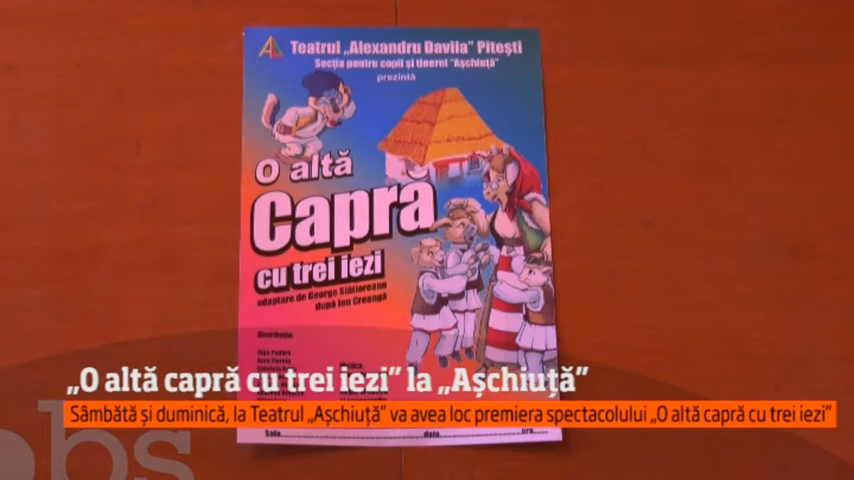 Teatrul „Alexandru Davila” Pitești
Secția pentru copii și tineret "Așchiuță"
prezintă
O altă
Capră
cu trei iezi
adaptare de George Slătioreanu
după Ion Creangă
Distribuția
„O altă capră cu trei iezi” la „Așchiuță”
Sâmbătă și duminică, la Teatrul „Așchiuță” va avea loc premiera spectacolului „O altă capră cu trei iezi”
Sala
data
ora